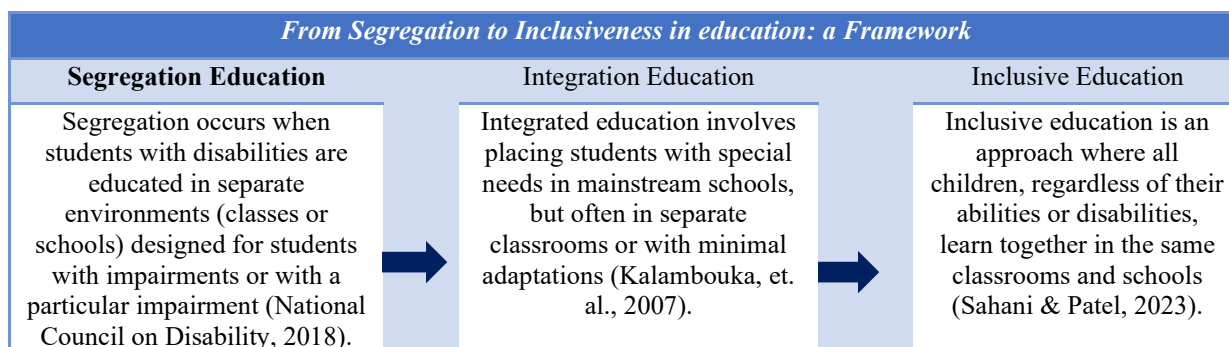 From Segregation to Inclusiveness in education: a Framework
Segregation Education
Segregation occurs when
students with disabilities are
educated in separate
environments (classes or
schools) designed for students
with impairments or with a
particular impairment (National
Council on Disability, 2018).
Integration Education
Integrated education involves
placing students with special
needs in mainstream schools,
but often in separate
classrooms or with minimal
adaptations (Kalambouka, et.
al., 2007).
Inclusive Education
Inclusive education is an
approach where all
children, regardless of their
abilities or disabilities,
learn together in the same
classrooms and schools
(Sahani & Patel, 2023).